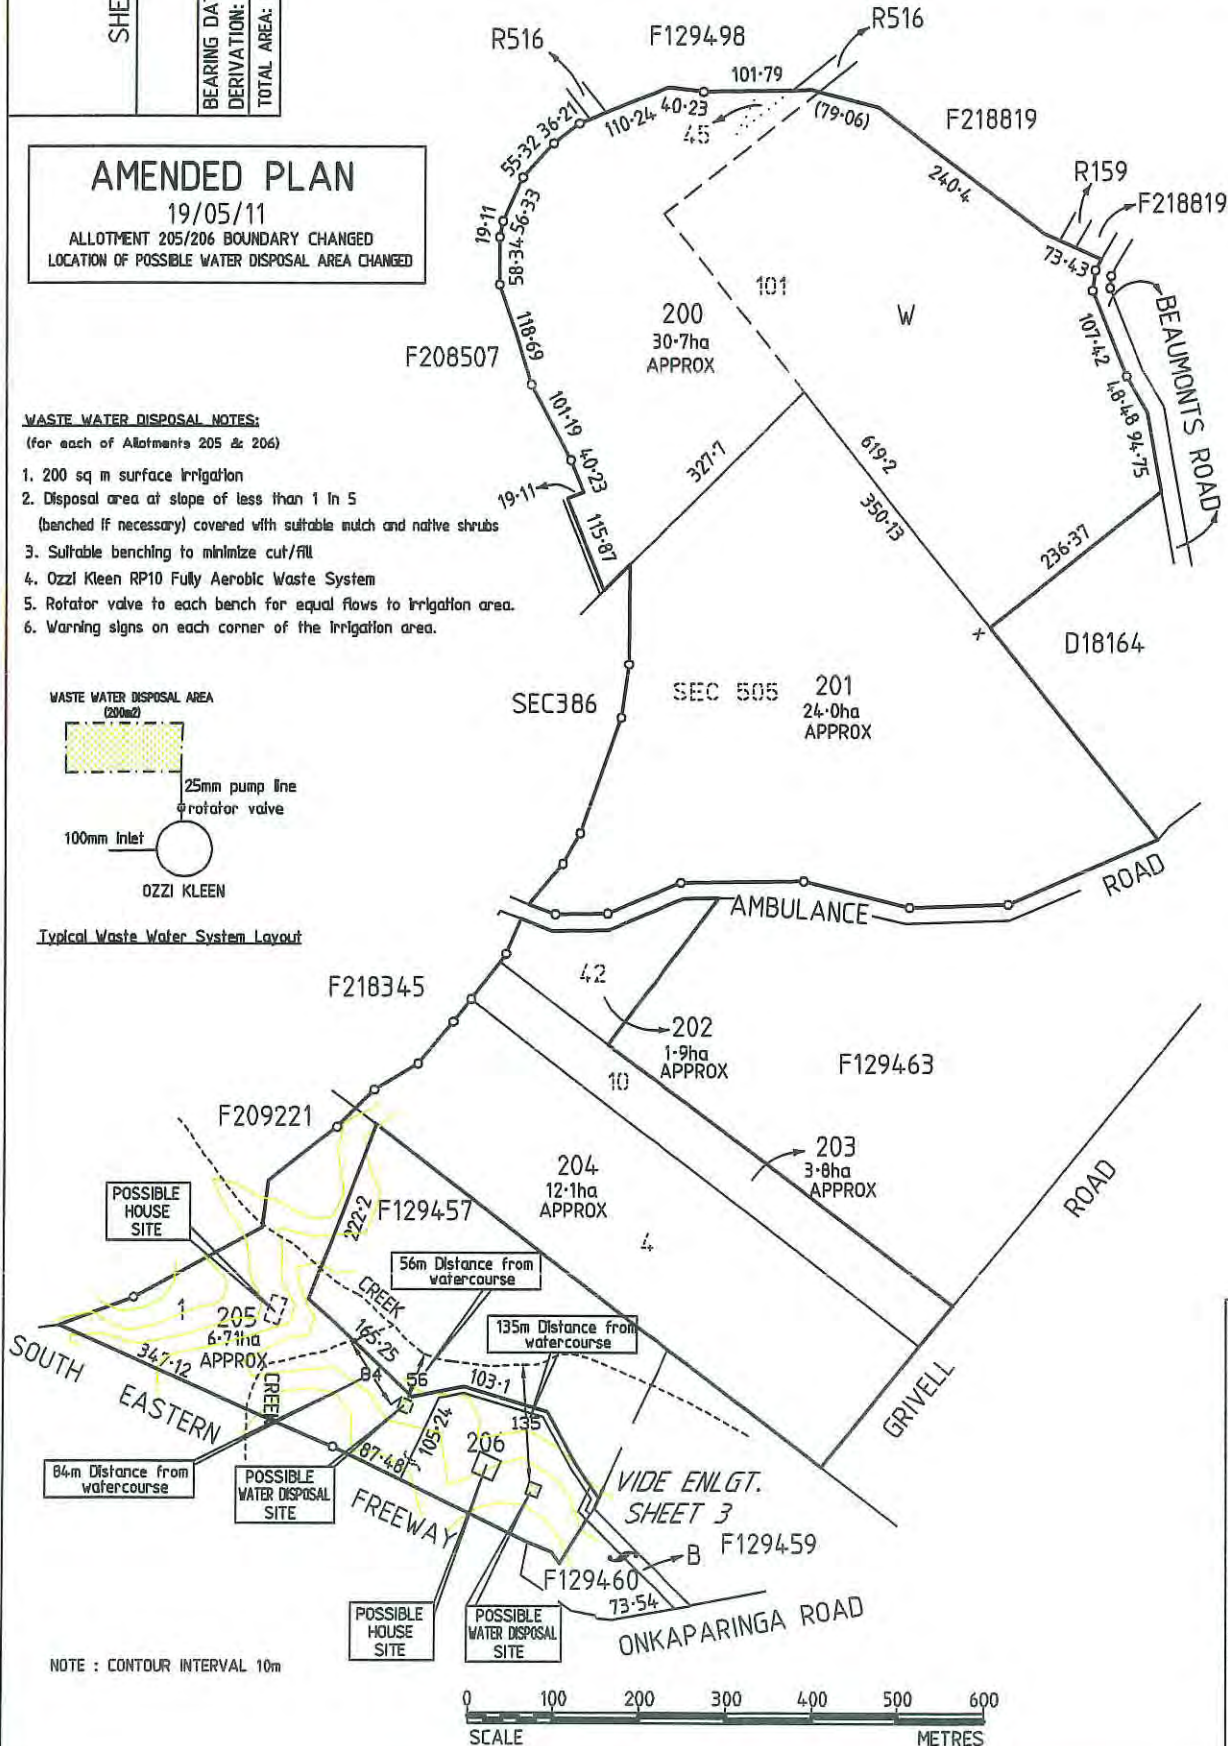 SHE
BEARING DAT
DERIVATION:
TOTAL AREA:
AMENDED PLAN
19/05/11
ALLOTMENT 205/206 BOUNDARY CHANGED
LOCATION OF POSSIBLE WATER DISPOSAL AREA CHANGED
R516
F129498
R516
101·79
40·23
110·24
45
(79·06)
F218819
36·21
55·32
240·4
R159
F218819
19·11
56·33
58·34
73·43
101
W
200
30·7ha
APPROX
BEAUMONTS ROAD
118·69
107·42
F208507
48·48
94·75
101·19
40·23
19·11
115·87
327·7
619·2
350·13
236·37
WASTE WATER DISPOSAL NOTES:
(for each of Allotments 205 & 206)
1. 200 sq m surface irrigation
2. Disposal area at slope of less than 1 in 5
(benched if necessary) covered with suitable mulch and native shrubs
3. Suitable benching to minimize cut/fill
4. Ozzi Kleen RP10 Fully Aerobic Waste System
5. Rotator valve to each bench for equal flows to irrigation area.
6. Warning signs on each corner of the irrigation area.
D18164
SEC386
SEC 505
201
24·0ha
APPROX
WASTE WATER DISPOSAL AREA
(200m2)
25mm pump line
rotator valve
100mm inlet
OZZI KLEEN
Typical Waste Water System Layout
AMBULANCE
ROAD
F218345
42
202
1·9ha
APPROX
10
F129463
203
3·8ha
APPROX
F209221
204
12·1ha
APPROX
4
ROAD
GRIVELL
POSSIBLE
HOUSE
SITE
222·2
F129457
56m Distance from
watercourse
CREEK
135m Distance from
watercourse
1
205
6·71ha
APPROX
165·25
347·12
SOUTH
EASTERN
FREEWAY
CREEK
84
56
103·1
135
105·24
206
87·48
84m Distance from
watercourse
POSSIBLE
WATER DISPOSAL
SITE
VIDE ENLGT.
SHEET 3
B
F129459
F129460
73·54
ONKAPARINGA ROAD
POSSIBLE
HOUSE
SITE
POSSIBLE
WATER DISPOSAL
SITE
NOTE : CONTOUR INTERVAL 10m
0 100 200 300 400 500 600
SCALE METRES